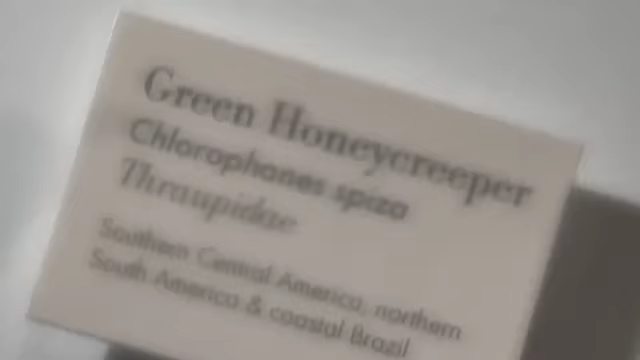 Green Honeycreeper
Chlorophanes spiza
Thraupidae
Southern Central America, northern
South America & coastal Brazil